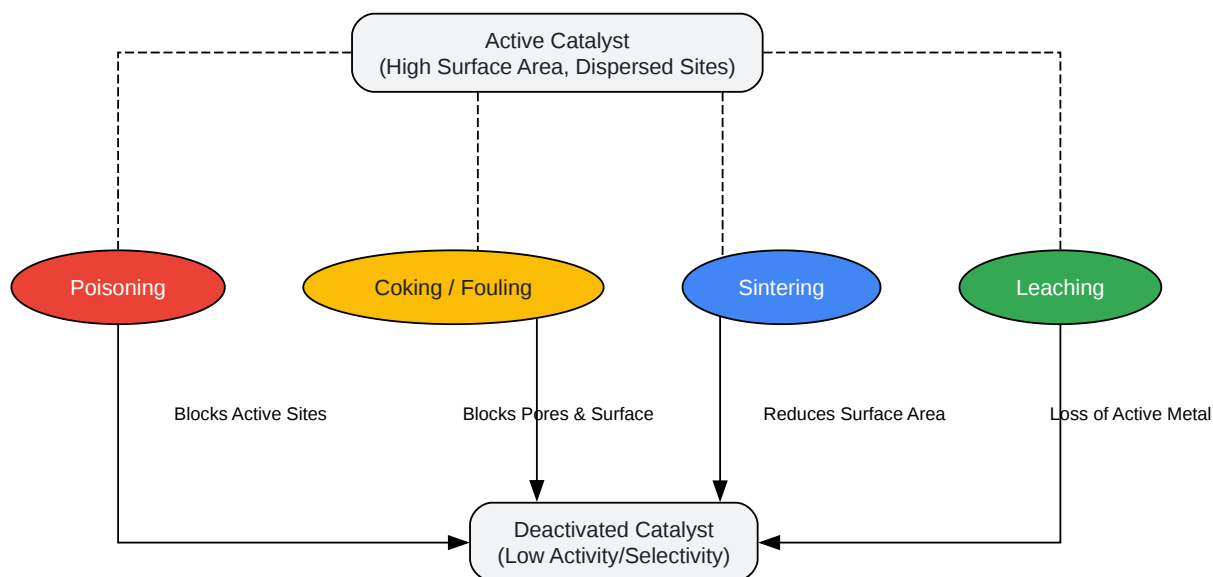 Active Catalyst
(High Surface Area, Dispersed Sites)
Poisoning
Coking / Fouling
Sintering
Leaching
Blocks Active Sites
Blocks Pores & Surface
Reduces Surface Area
Loss of Active Metal
Deactivated Catalyst
(Low Activity/Selectivity)